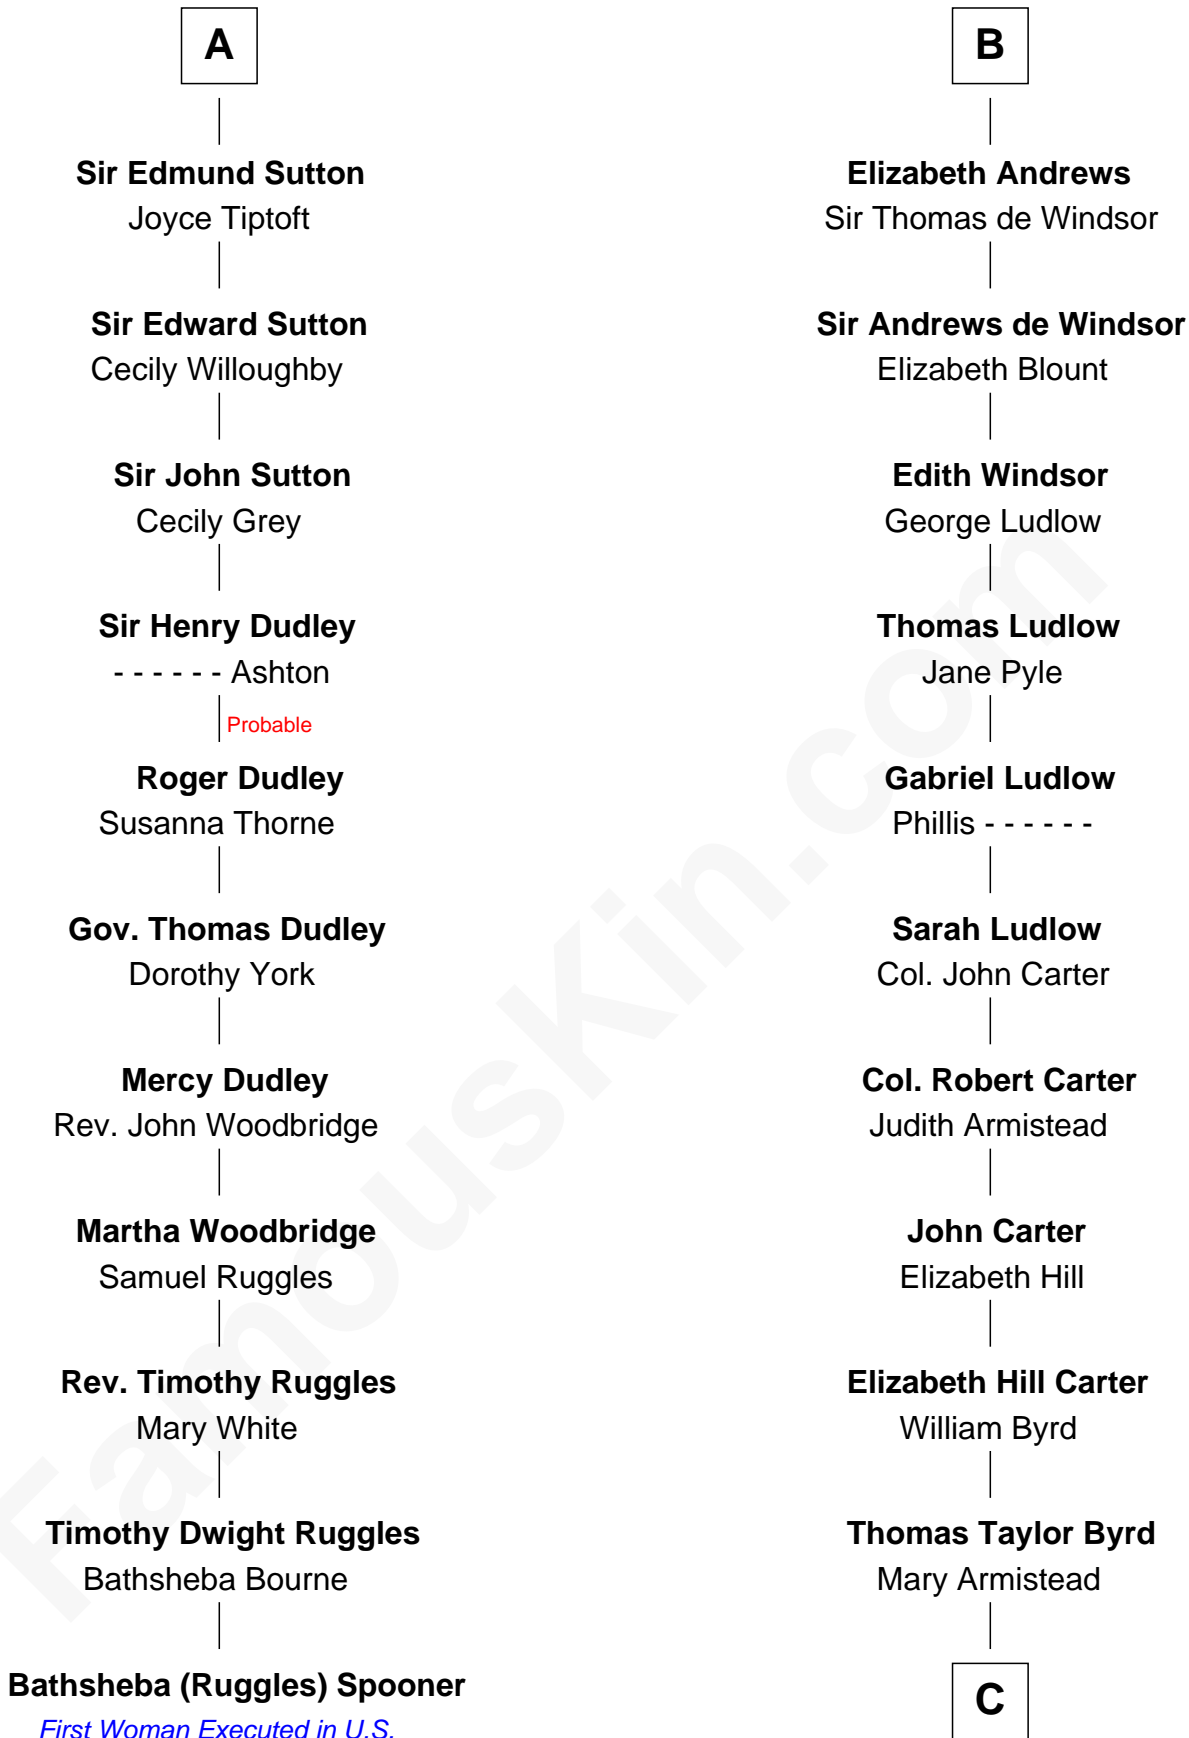 A
Sir Edmund Sutton
Joyce Tiptoft
Sir Edward Sutton
Cecily Willoughby
Sir John Sutton
Cecily Grey
Sir Henry Dudley
- - - - - - Ashton
Probable
Roger Dudley
Susanna Thorne
Gov. Thomas Dudley
Dorothy York
Mercy Dudley
Rev. John Woodbridge
Martha Woodbridge
Samuel Ruggles
Rev. Timothy Ruggles
Mary White
Timothy Dwight Ruggles
Bathsheba Bourne
Bathsheba (Ruggles) Spooner
First Woman Executed in U.S.
B
Elizabeth Andrews
Sir Thomas de Windsor
Sir Andrews de Windsor
Elizabeth Blount
Edith Windsor
George Ludlow
Thomas Ludlow
Jane Pyle
Gabriel Ludlow
Phillis - - - - - -
Sarah Ludlow
Col. John Carter
Col. Robert Carter
Judith Armistead
John Carter
Elizabeth Hill
Elizabeth Hill Carter
William Byrd
Thomas Taylor Byrd
Mary Armistead
C
FamousKin.com